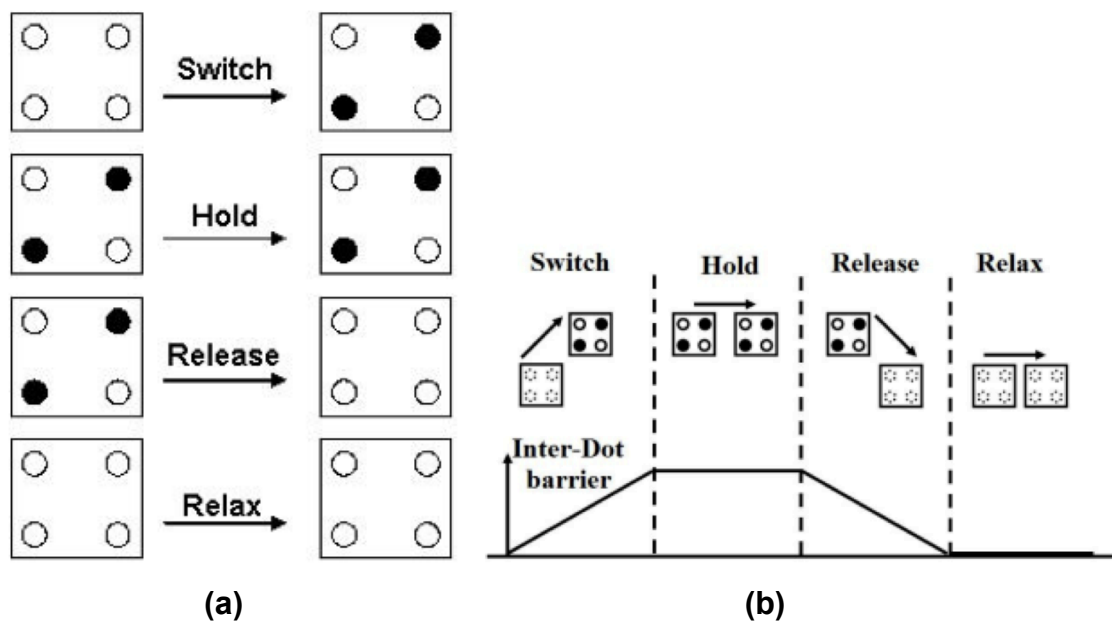 Switch
Hold
Release
Relax
(a)
Switch Hold Release Relax
Inter-Dot
barrier
(b)